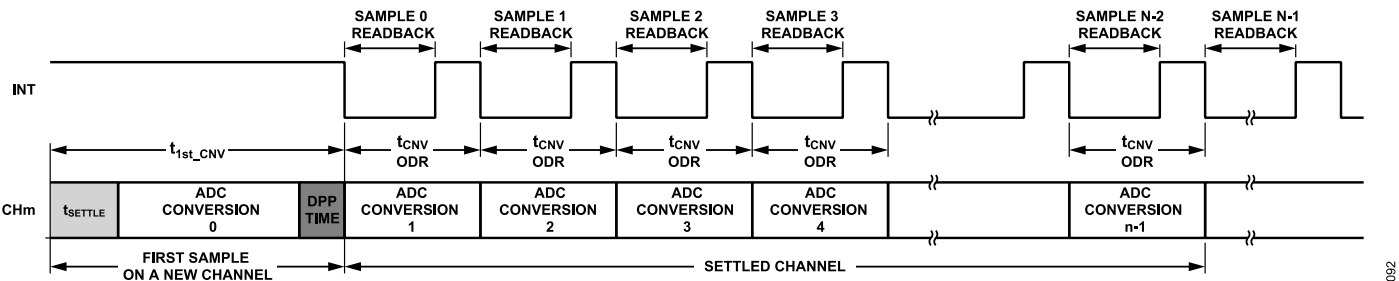 SAMPLE 0 SAMPLE 1 SAMPLE 2 SAMPLE 3 SAMPLE N-2 SAMPLE N-1
READBACK READBACK READBACK READBACK READBACK READBACK
INT
t1st_CNV tCNV tCNV tCNV tCNV tCNV
ODR ODR ODR ODR ODR
CHm tSETTLE
ADC CONVERSION 0
DPP TIME
ADC CONVERSION 1
ADC CONVERSION 2
ADC CONVERSION 3
ADC CONVERSION 4
ADC CONVERSION n-1
FIRST SAMPLE
ON A NEW CHANNEL
SETTLED CHANNEL
092